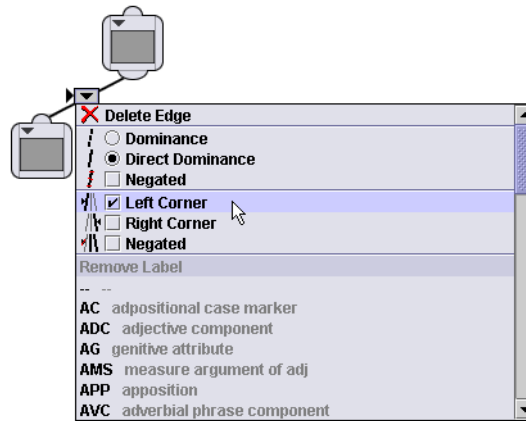 Delete Edge
Dominance
Direct Dominance
Negated
Left Corner
Right Corner
Negated
Remove Label
-- --
AC adpositional case marker
ADC adjective component
AG genitive attribute
AMS measure argument of adj
APP apposition
AVC adverbial phrase component